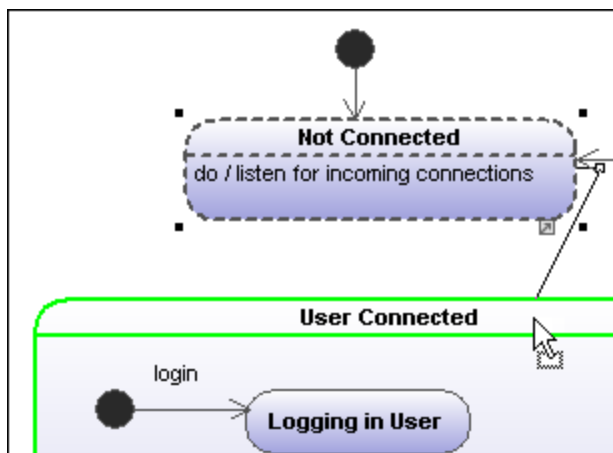 Not Connected
do / listen for incoming connections
User Connected
login
Logging in User